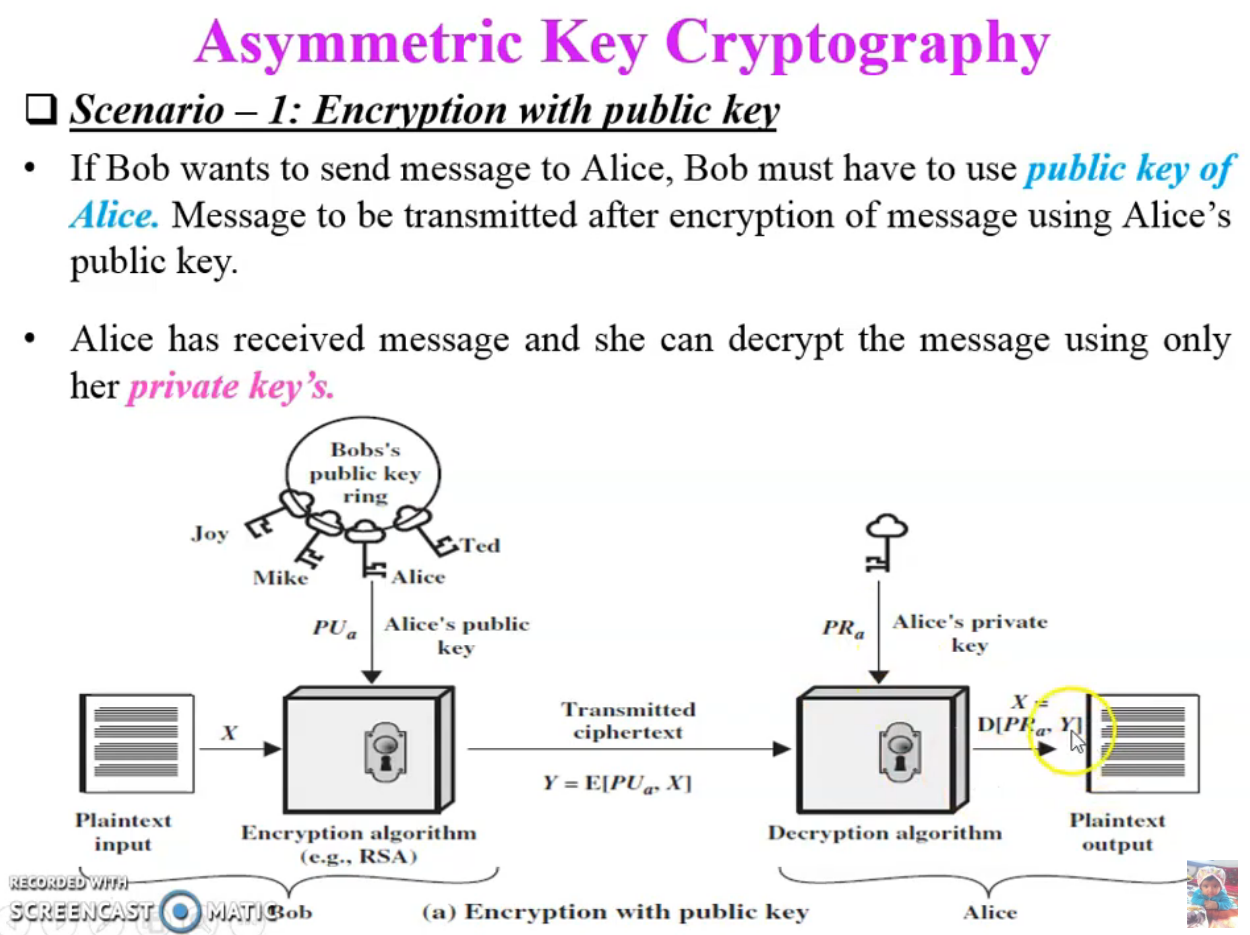 Asymmetric Key Cryptography
❑ Scenario – 1: Encryption with public key
• If Bob wants to send message to Alice, Bob must have to use public key of
Alice. Message to be transmitted after encryption of message using Alice’s
public key.
• Alice has received message and she can decrypt the message using only
her private key’s.
Bobs's
public key
ring
Joy
Ted
Mike
Alice
PUa
Alice's public
key
PRa
Alice's private
key
X
Transmitted
ciphertext
Y = E[PUa, X]
X =
D[PRa, Y]
Plaintext
input
Encryption algorithm
(e.g., RSA)
Decryption algorithm
Plaintext
output
RECORDED WITH
SCREENCAST MATIC
Bob
(a) Encryption with public key
Alice